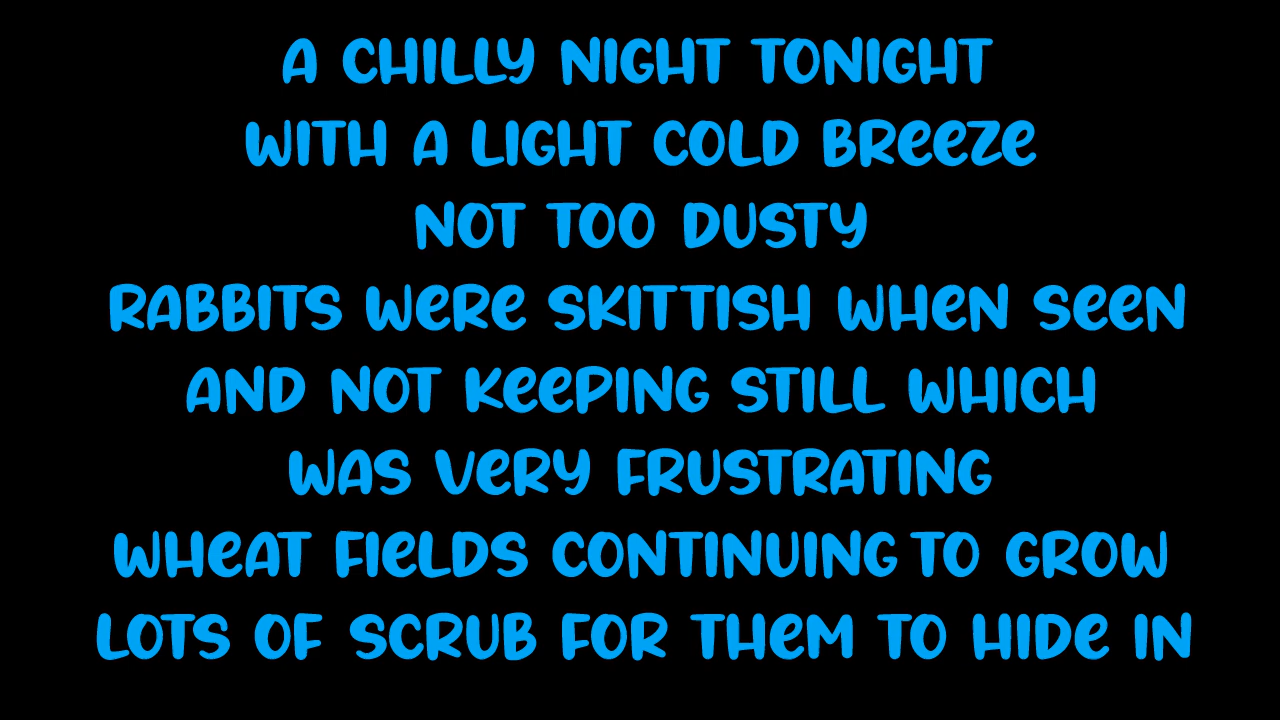 A CHILLY NIGHT TONIGHT
WITH A LIGHT COLD BREEZE
NOT TOO DUSTY
RABBITS WERE SKITTISH WHEN SEEN
AND NOT KEEPING STILL WHICH
WAS VERY FRUSTRATING
WHEAT FIELDS CONTINUING TO GROW
LOTS OF SCRUB FOR THEM TO HIDE IN